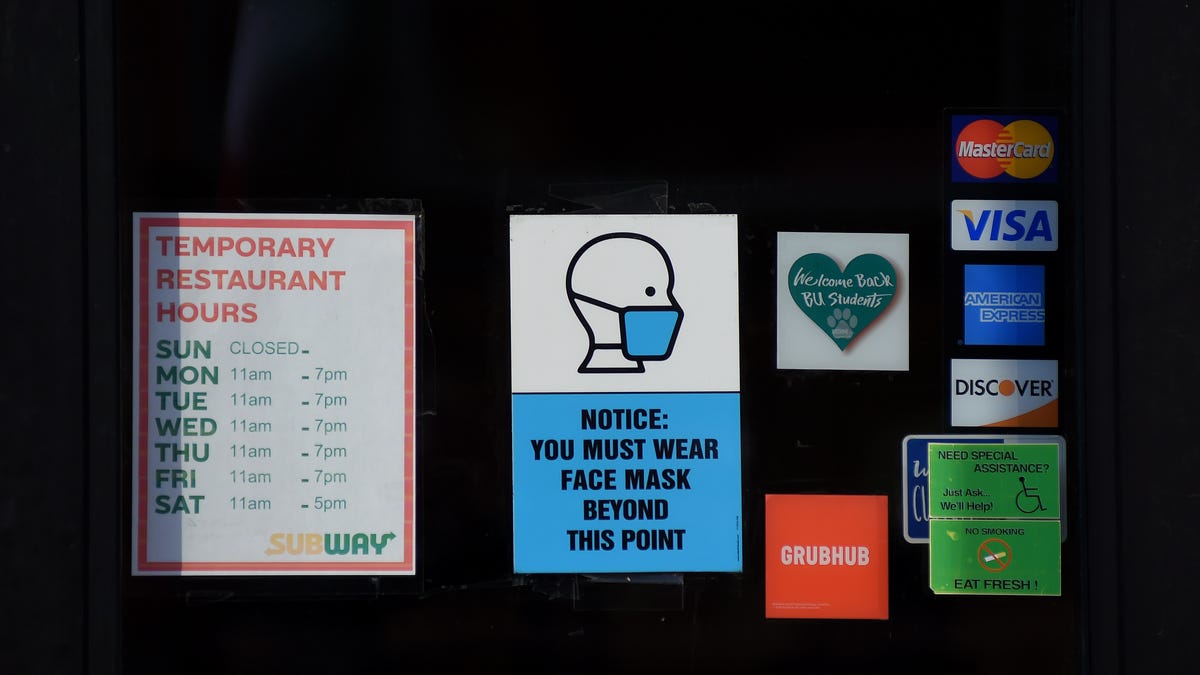 TEMPORARY
RESTAURANT
HOURS
SUN CLOSED -
MON 11am - 7pm
TUE 11am - 7pm
WED 11am - 7pm
THU 11am - 7pm
FRI 11am - 7pm
SAT 11am - 5pm
SUBWAY
NOTICE:
YOU MUST WEAR
FACE MASK
BEYOND
THIS POINT
Welcome Back
BU Students
GRUBHUB
MasterCard
VISA
AMERICAN
EXPRESS
DISCOVER
NEED SPECIAL
ASSISTANCE?
Just Ask...
We'll Help!
NO SMOKING
EAT FRESH !